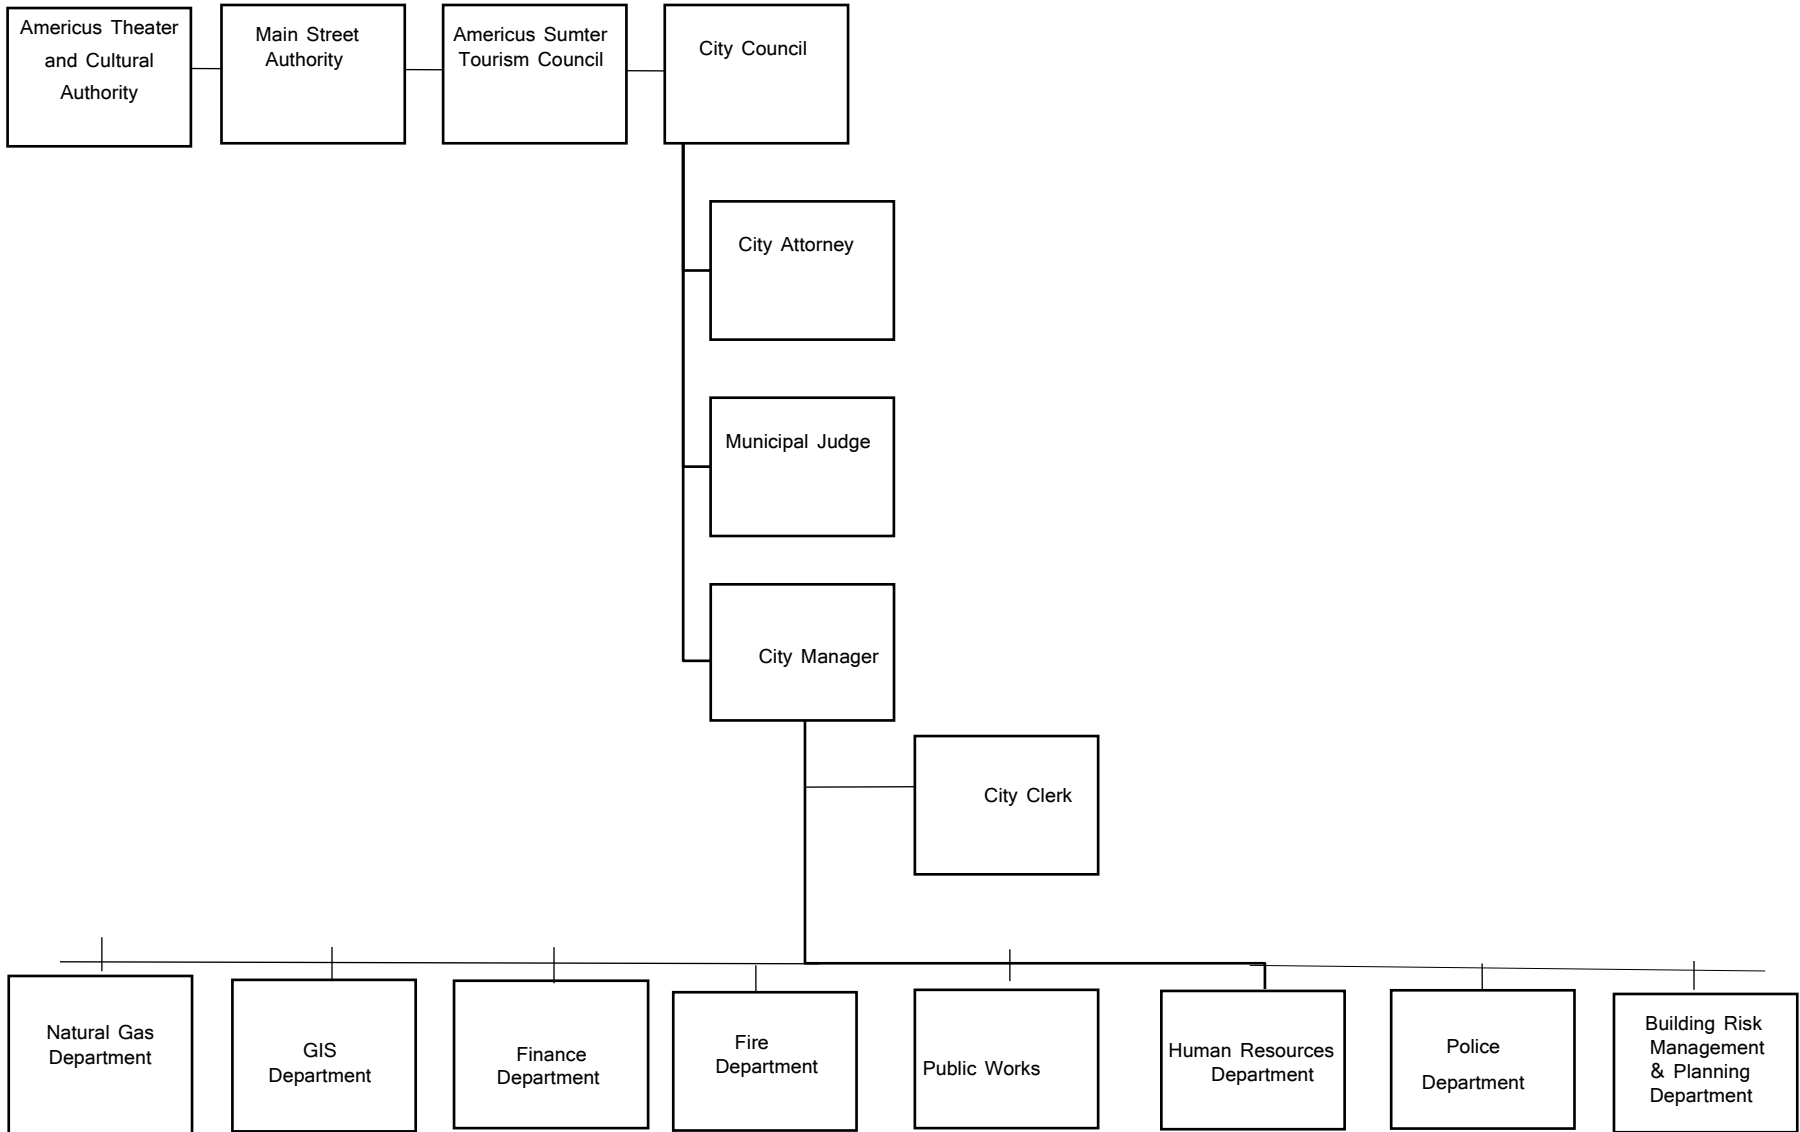 Americus Theater
and Cultural
Authority
Main Street
Authority
Americus Sumter
Tourism Council
City Council
City Attorney
Municipal Judge
City Manager
City Clerk
Natural Gas
Department
GIS
Department
Finance
Department
Fire
Department
Public Works
Human Resources
Department
Police
Department
Building Risk
Management
& Planning
Department